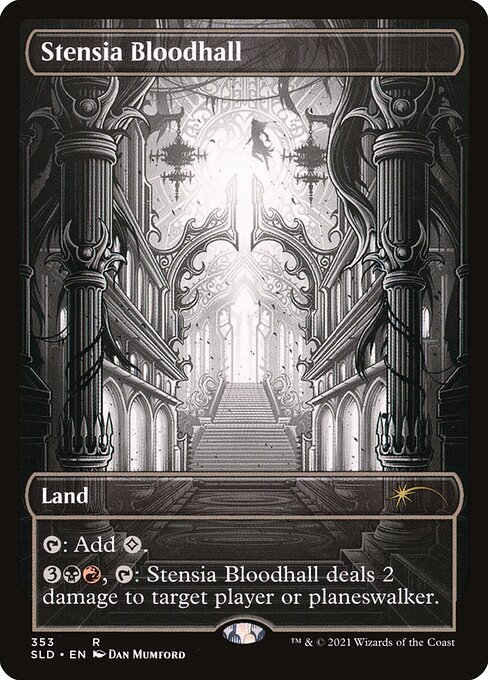 Stensia Bloodhall
Land
: Add .
3, : Stensia Bloodhall deals 2
damage to target player or planeswalker.
353 R
SLD • EN Dan Mumford
™ & © 2021 Wizards of the Coast